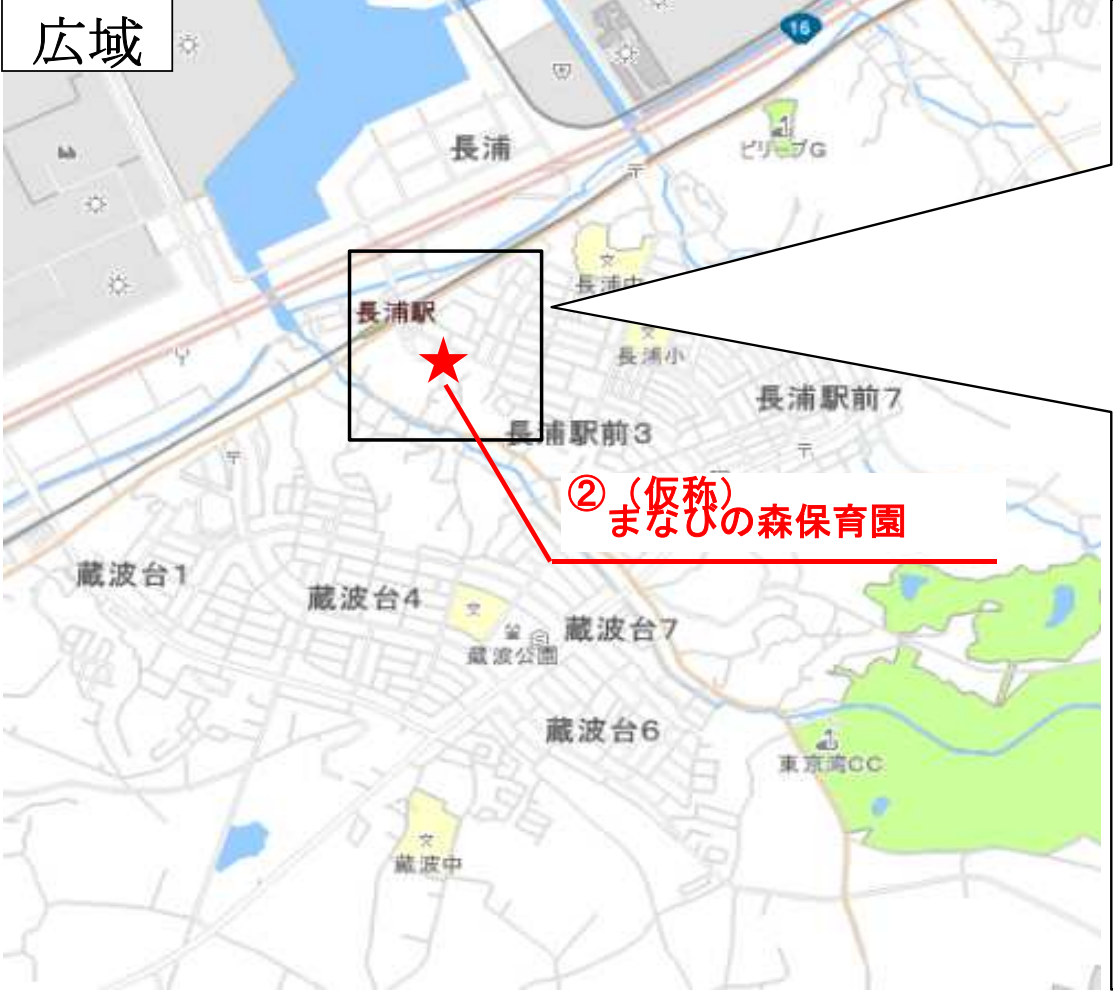 広域
16
長浦
ビリーブG
長浦中
長浦駅
長浦小
長浦駅前7
長浦駅前3
②（仮称）
まなびの森保育園
蔵波台1
蔵波台4
蔵波台7
蔵波公園
蔵波台6
東京湾CC
蔵波中